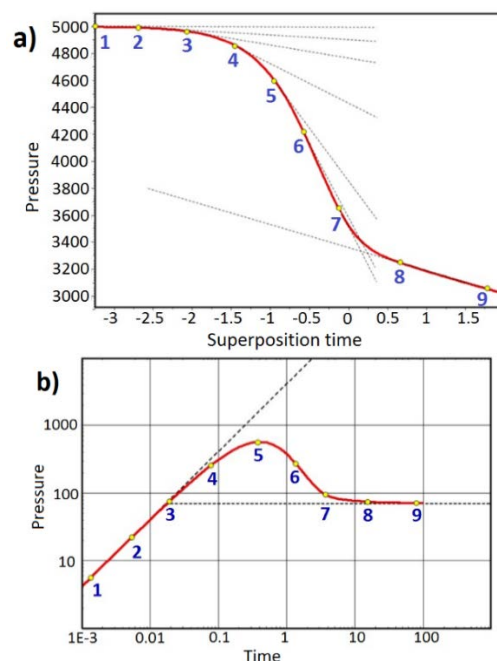 a)
Pressure
5000
4800
4600
4400
4200
4000
3800
3600
3400
3200
3000
1 2 3 4 5 6 7 8 9
-3 -2.5 -2 -1.5 -1 -0.5 0 0.5 1 1.5
Superposition time
b)
Pressure
1000
100
10
1 2 3 4 5 6 7 8 9
1E-3 0.01 0.1 1 10 100
Time